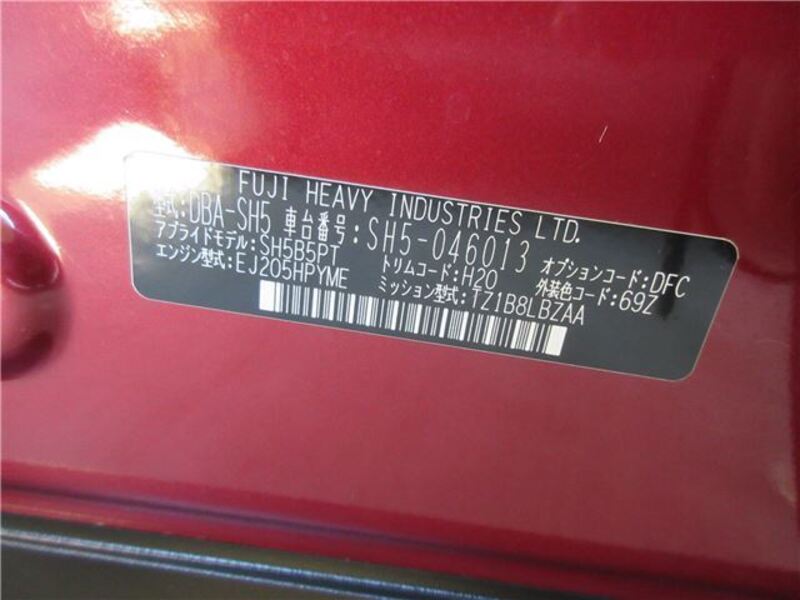 FUJI HEAVY INDUSTRIES LTD.
型式:DBA-SH5 車台番号:SH5-046013
アプライドモデル:SH5B5PT トリムコード:H20 オプションコード:DFC
エンジン型式:EJ205HPYME ミッション型式:TZ1B8LBZAA 外装色コード:69Z